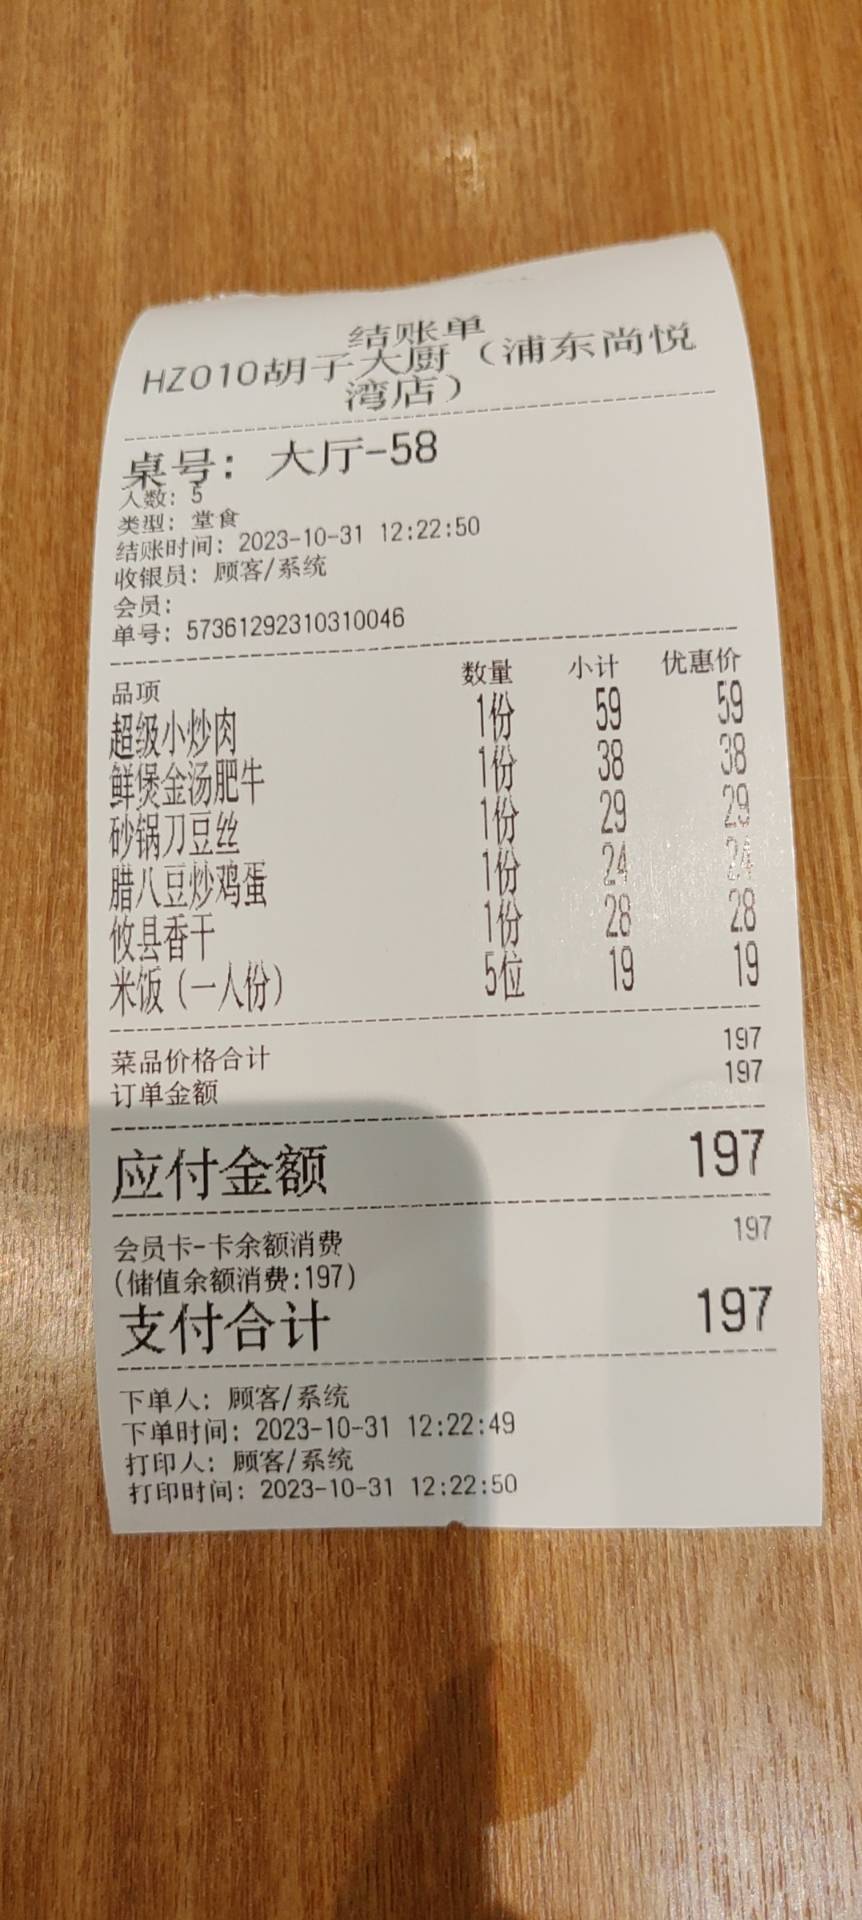 结账单
HZ010胡子大厨（浦东尚悦
湾店）
桌号: 大厅-58
人数: 5
类型: 堂食
结账时间: 2023-10-31 12:22:50
收银员: 顾客/系统
会员:
单号: 573612923103 10046
品项 数量 小计 优惠价
超级小炒肉 1份 59 59
鲜煲金汤肥牛 1份 38 38
砂锅刀豆丝 1份 29 29
腊八豆炒鸡蛋 1份 24 24
攸县香干 1份 28 28
米饭（一人份） 5位 19 19
菜品价格合计 197
订单金额 197
应付金额 197
会员卡-卡余额消费 197
(储值余额消费:197)
支付合计 197
下单人: 顾客/系统
下单时间: 2023-10-31 12:22:49
打印人: 顾客/系统
打印时间: 2023-10-31 12:22:50